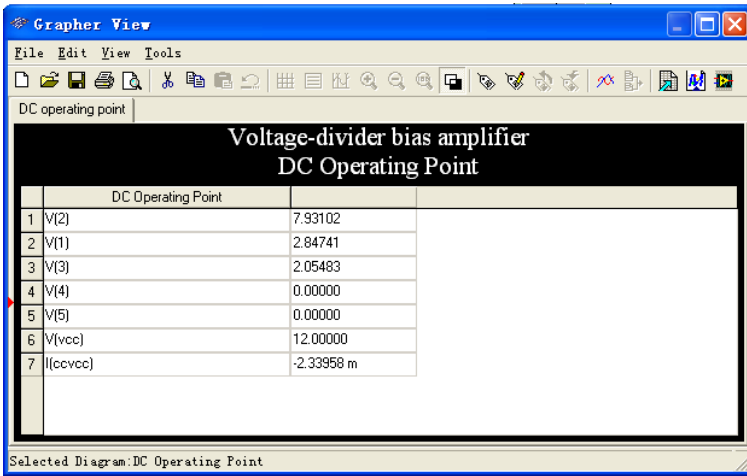 Grapher View
File Edit View Tools
DC operating point
Voltage-divider bias amplifier
DC Operating Point
DC Operating Point
1 V(2) 7.93102
2 V(1) 2.84741
3 V(3) 2.05483
4 V(4) 0.00000
5 V(5) 0.00000
6 V(vcc) 12.00000
7 I(ccvcc) -2.33958 m
Selected Diagram:DC Operating Point